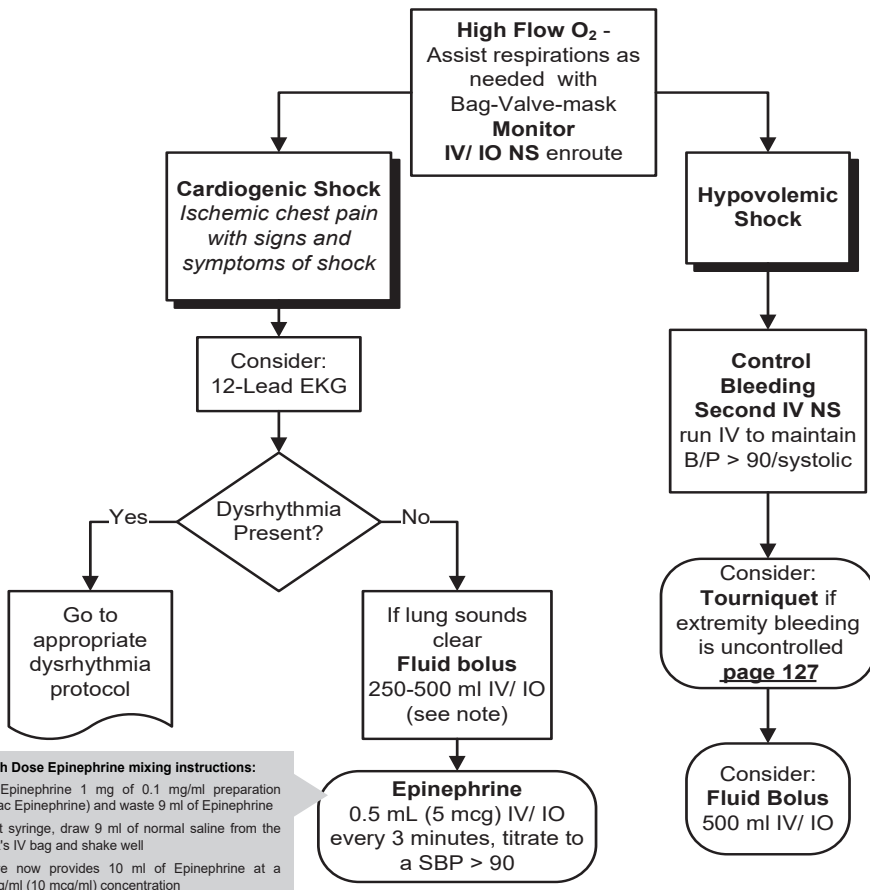 High Flow O₂ -
Assist respirations as
needed with
Bag-Valve-mask
Monitor
IV/ IO NS enroute
Cardiogenic Shock
Ischemic chest pain
with signs and
symptoms of shock
Consider:
12-Lead EKG
Dysrhythmia
Present?
Yes
No
Go to
appropriate
dysrhythmia
protocol
If lung sounds
clear
Fluid bolus
250-500 ml IV/ IO
(see note)
Epinephrine
0.5 mL (5 mcg) IV/ IO
every 3 minutes, titrate to
a SBP > 90
Dose Epinephrine mixing instructions:
Epinephrine 1 mg of 0.1 mg/ml preparation
Epinephrine) and waste 9 ml of Epinephrine
syringe, draw 9 ml of normal saline from the
IV bag and shake well
now provides 10 ml of Epinephrine at a
(10 mcg/ml) concentration
Hypovolemic
Shock
Control
Bleeding
Second IV NS
run IV to maintain
B/P > 90/systolic
Consider:
Tourniquet if
extremity bleeding
is uncontrolled
page 127
Consider:
Fluid Bolus
500 ml IV/ IO